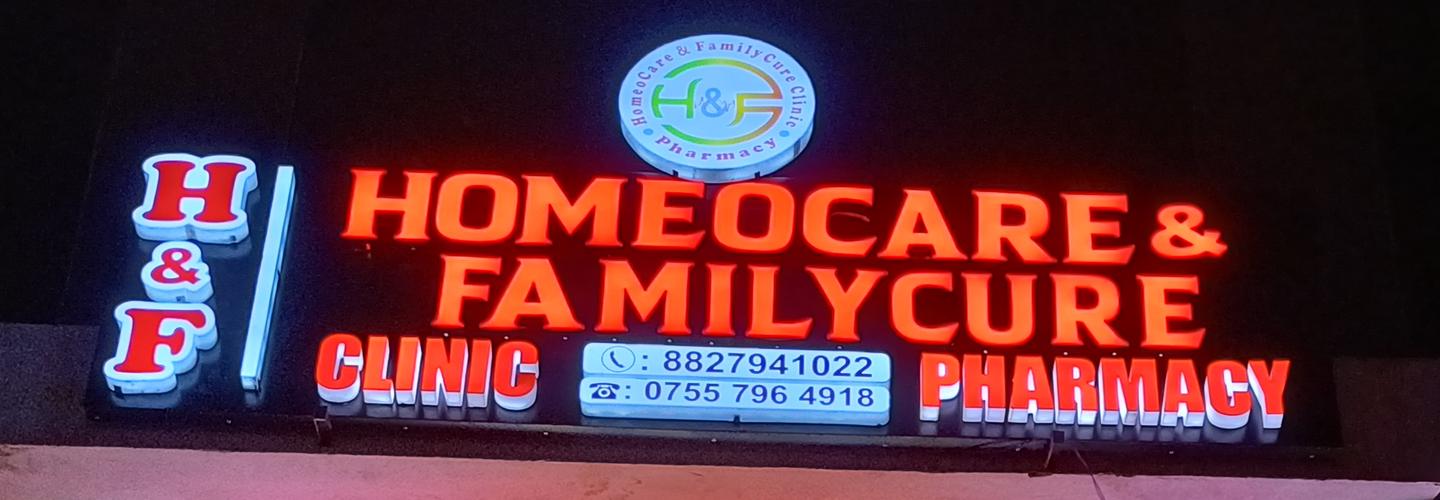 HomeoCare & FamilyCure Clinic
H&F
Pharmacy
H
&
F
HOMEOCARE &
FAMILYCURE
CLINIC
: 8827941022
: 0755 796 4918
PHARMACY